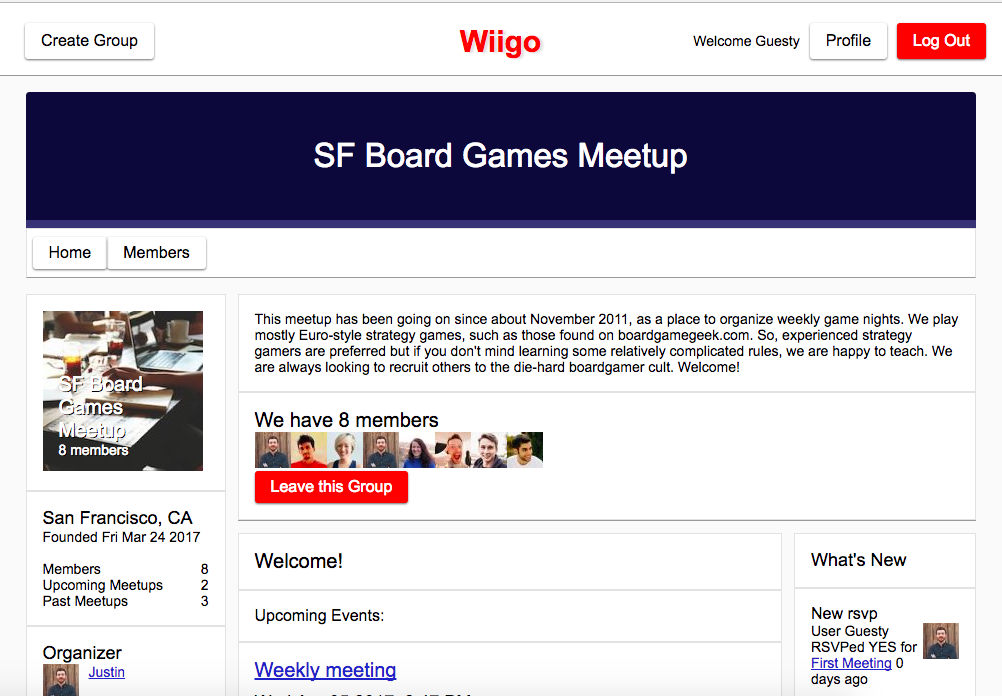 Create Group
Wiigo
Welcome Guesty
Profile
Log Out
SF Board Games Meetup
Home
Members
SF Board
Games
Meetup
8 members
San Francisco, CA
Founded Fri Mar 24 2017
Members 8
Upcoming Meetups 2
Past Meetups 3
Organizer
Justin
This meetup has been going on since about November 2011, as a place to organize weekly game nights. We play
mostly Euro-style strategy games, such as those found on boardgamegeek.com. So, experienced strategy
gamers are preferred but if you don't mind learning some relatively complicated rules, we are happy to teach. We
are always looking to recruit others to the die-hard boardgamer cult. Welcome!
We have 8 members
Leave this Group
Welcome!
Upcoming Events:
Weekly meeting
What's New
New rsvp
User Guesty
RSVPed YES for
First Meeting 0
days ago